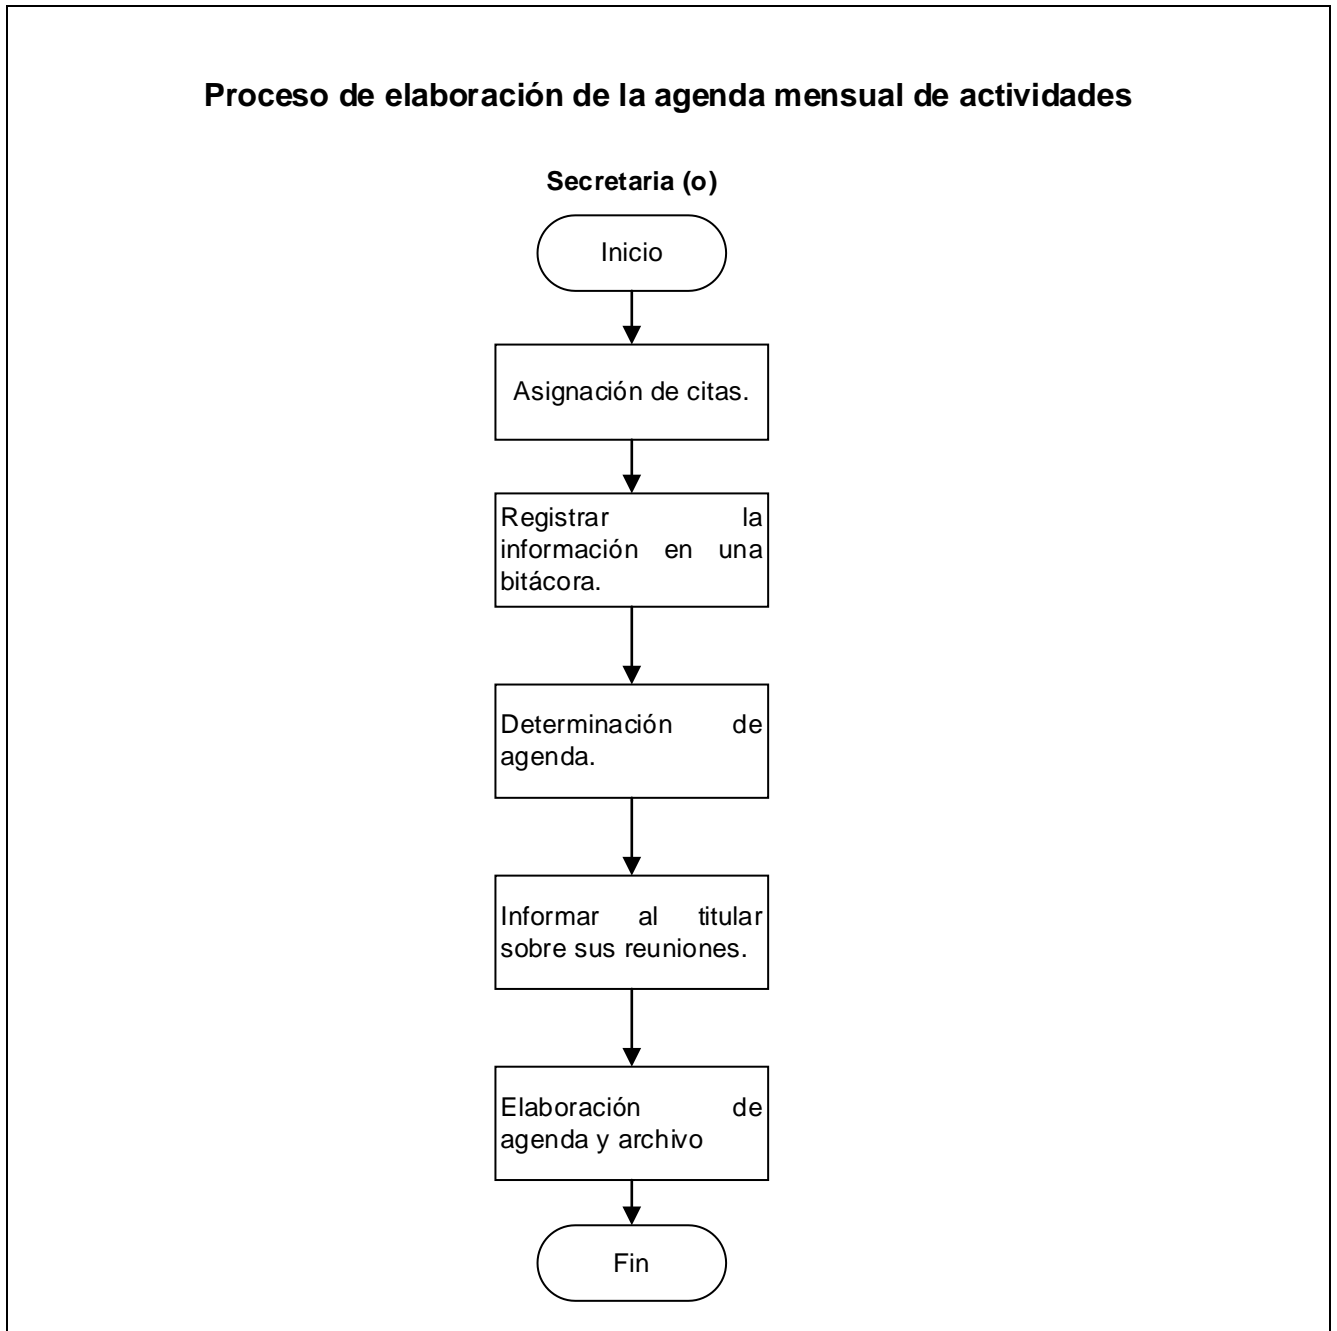 Proceso de elaboración de la agenda mensual de actividades
Secretaria (o)
Inicio
Asignación de citas.
Registrar la
información en una
bitácora.
Determinación de
agenda.
Informar al titular
sobre sus reuniones.
Elaboración de
agenda y archivo
Fin